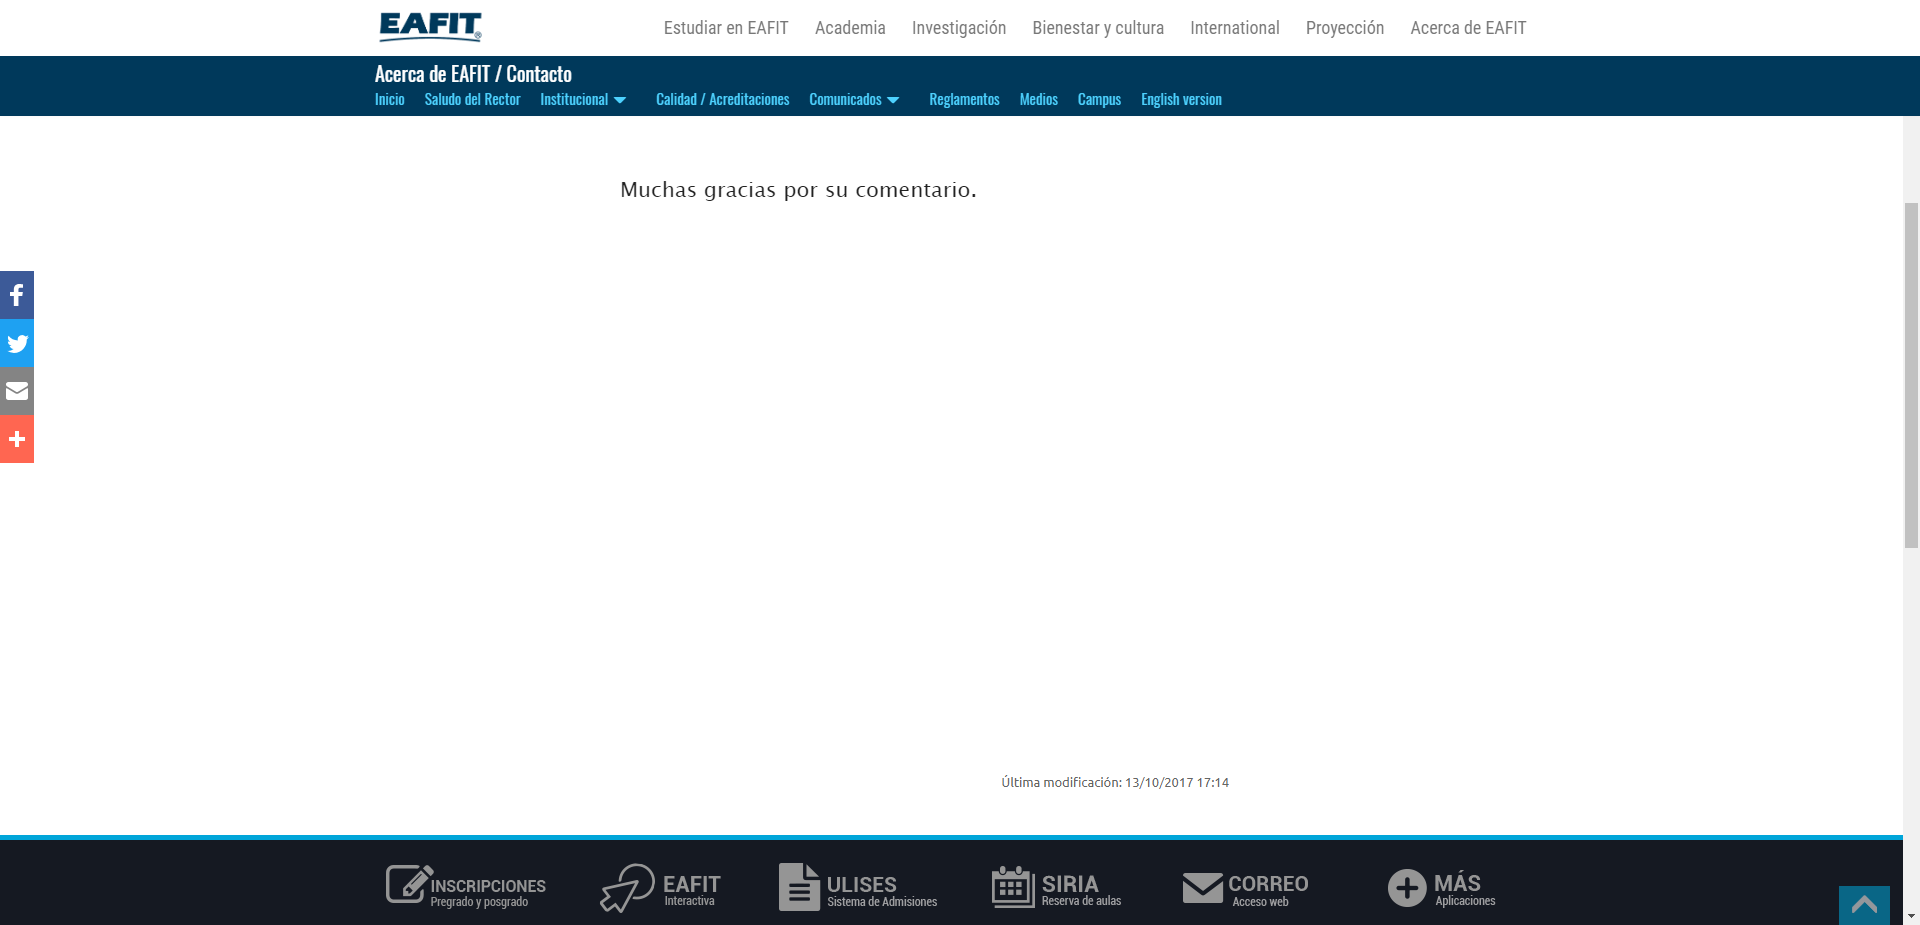 EAFIT®
Estudiar en EAFIT Academia Investigación Bienestar y cultura International Proyección Acerca de EAFIT
Acerca de EAFIT / Contacto
Inicio Saludo del Rector Institucional Calidad / Acreditaciones Comunicados Reglamentos Medios Campus English version
Muchas gracias por su comentario.
Última modificación: 13/10/2017 17:14
INSCRIPCIONES
Pregrado y posgrado
EAFIT
Interactiva
ULISES
Sistema de Admisiones
SIRIA
Reserva de aulas
CORREO
Acceso web
MÁS
Aplicaciones